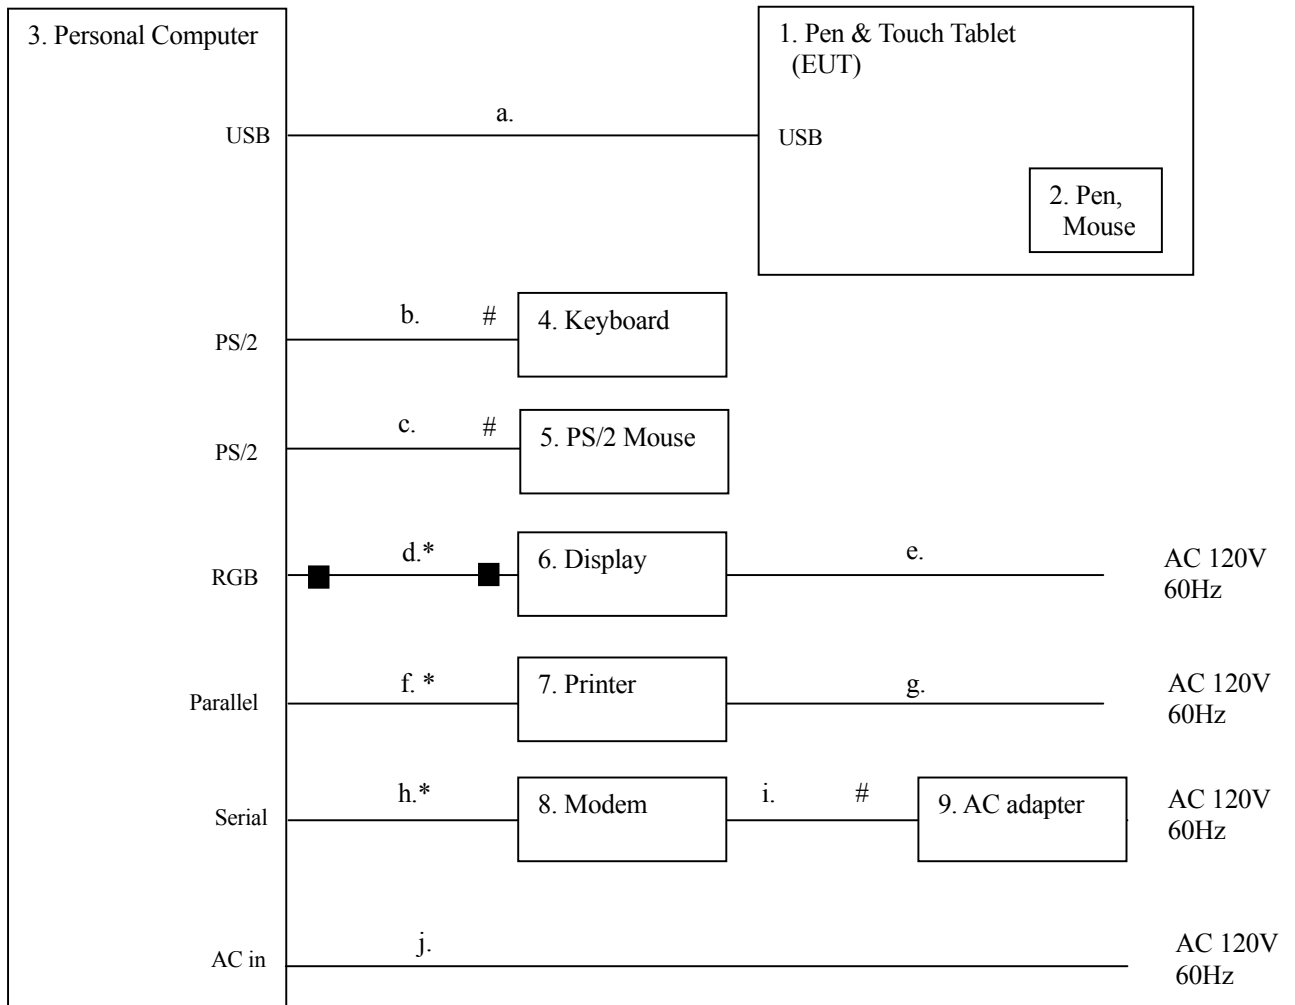 3. Personal Computer
1. Pen & Touch Tablet
(EUT)
a.
USB
USB
2. Pen,
Mouse
b.
#
4. Keyboard
PS/2
c.
#
5. PS/2 Mouse
PS/2
d.*
6. Display
e.
AC 120V
60Hz
RGB
f. *
7. Printer
g.
AC 120V
60Hz
Parallel
h.*
8. Modem
i.
#
9. AC adapter
AC 120V
60Hz
Serial
j.
AC in
AC 120V
60Hz